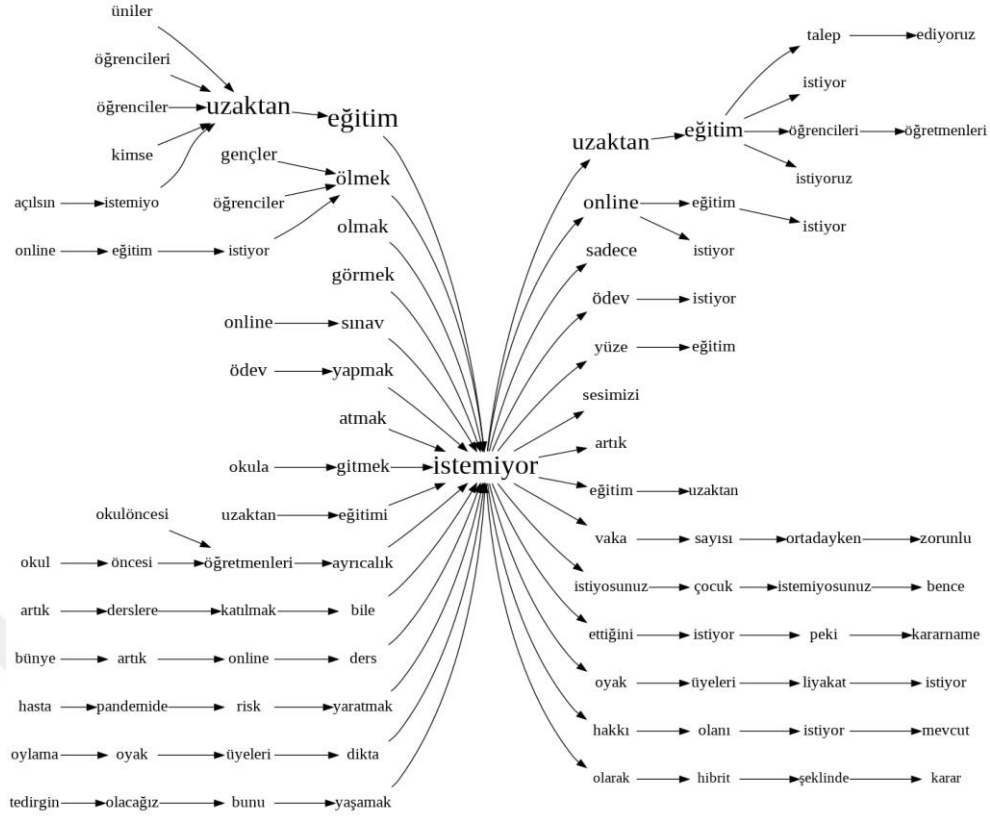 üniler
talep ediyoruz
öğrencileri
istiyor
öğrenciler uzaktan eğitim
uzaktan eğitim öğrencileri öğretmenleri
kimse gençler
ölmek istiyoruz
açılsın istemiyo öğrenciler
online eğitim istiyor
olmak
online eğitim istiyor
istiyor
görmek
sadece
online sınav
ödev istiyor
ödev yapmak
yüze eğitim
atmak
sesimizi
artık
okula gitmek istemiyor
uzaktan eğitimi
eğitim uzaktan
okulöncesi
vaka sayısı ortadayken zorunlu
okul öncesi öğretmenleri ayrıcalık
istiyosunuz çocuk istemiyosunuz bence
artık derslere katılmak bile
ettiğini istiyor peki kararname
bünye artık online ders
oyak üyeleri liyakat istiyor
hasta pandemide risk yaratmak
hakkı olanı istiyor mevcut
oylama oyak üyeleri dikta
olarak hibrit şeklinde karar
tedirgin olacağız bunu yaşamak